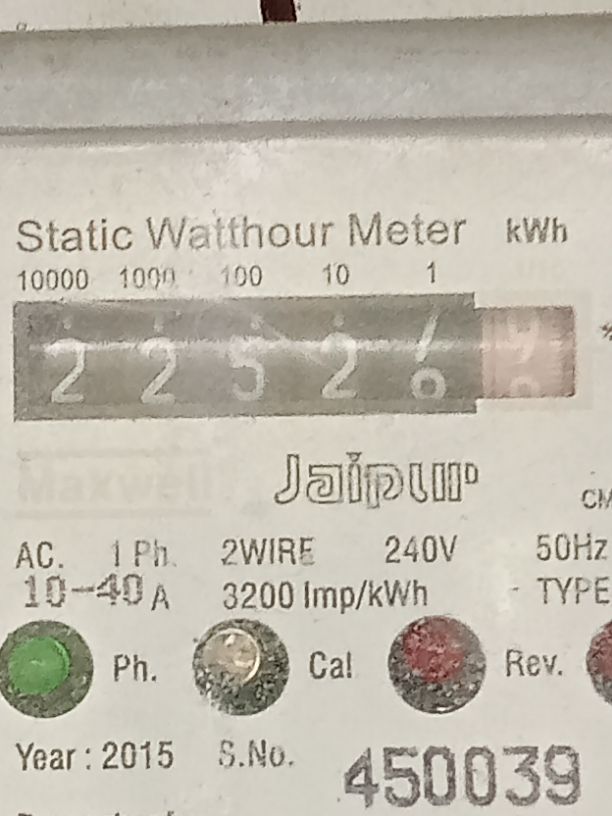 Static Watthour Meter kWh
10000 1000 100 10 1
2 2 5 2
Maxwell
Jaipur
AC. 1 Ph. 2WIRE 240V 50Hz
10-40 A 3200 Imp/kWh - TYPE
Ph. Cal Rev.
Year : 2015 S.No. 450039